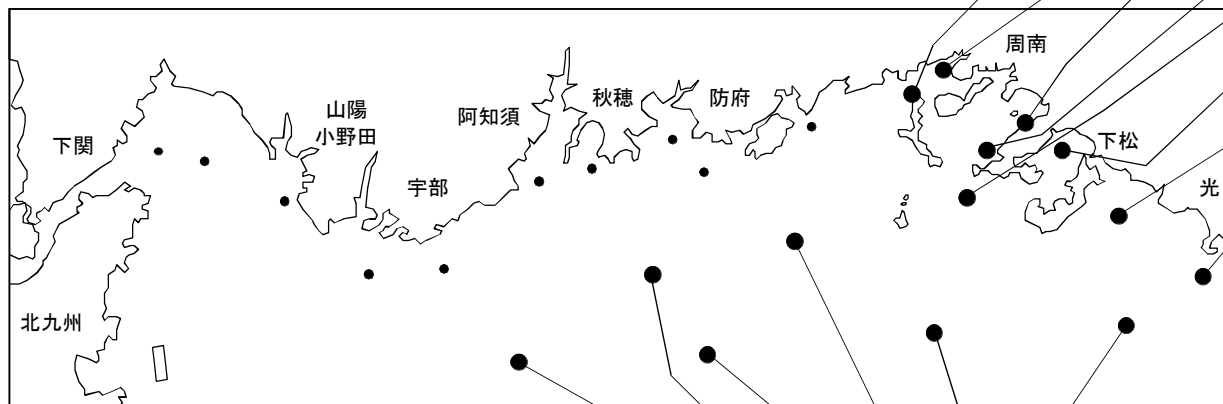 周南
山陽
小野田
秋穂
防府
阿知須
下関
下松
宇部
光
北九州